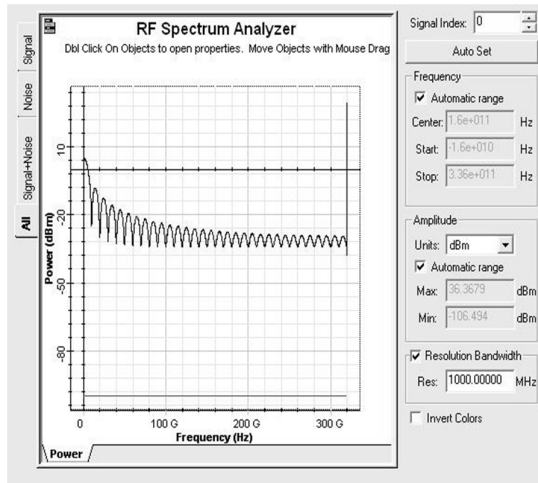 RF Spectrum Analyzer
Dbl Click On Objects to open properties. Move Objects with Mouse Drag
Signal
Noise
Signal+Noise
All
Power (dBm)
10
-20
-50
-80
0
100 G
200 G
300 G
Frequency (Hz)
Power
Signal Index: 0
Auto Set
Frequency
Automatic range
Center: 1.6e+011 Hz
Start: -1.6e+010 Hz
Stop: 3.36e+011 Hz
Amplitude
Units: dBm
Automatic range
Max: 36.3679 dBm
Min: -106.494 dBm
Resolution Bandwidth
Res: 1000.00000 MHz
Invert Colors